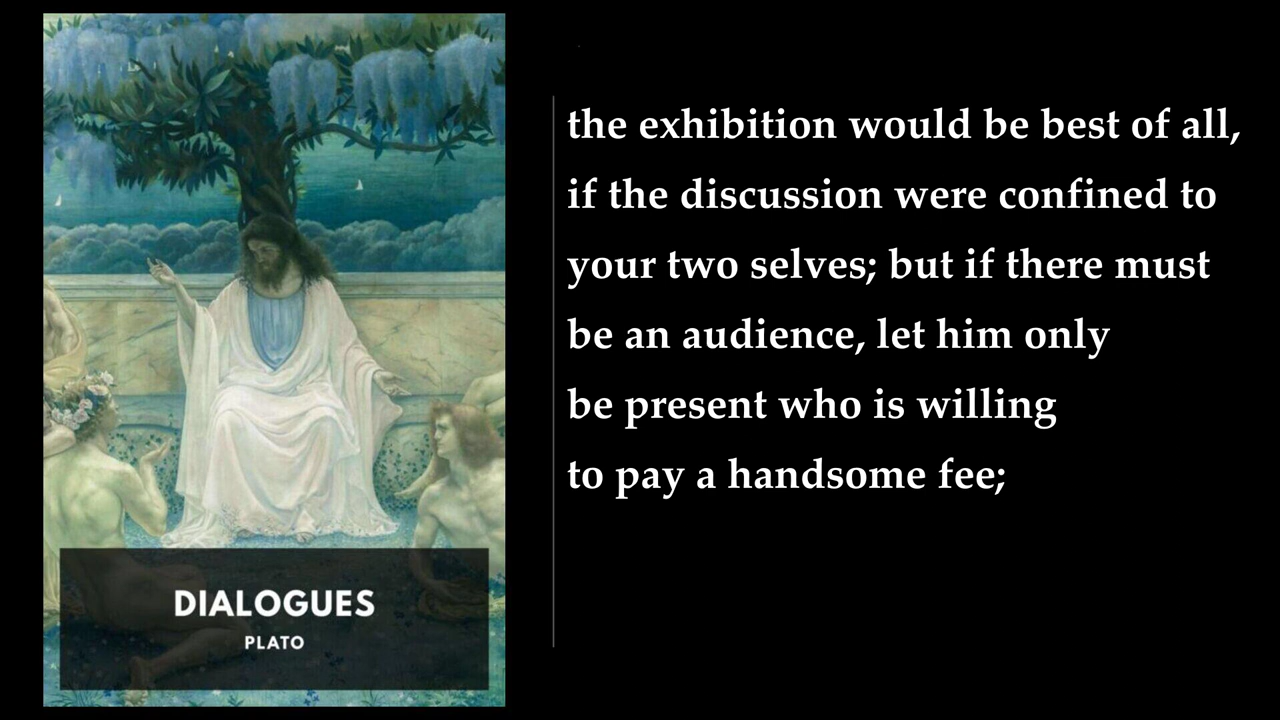 the exhibition would be best of all,
if the discussion were confined to
your two selves; but if there must
be an audience, let him only
be present who is willing
to pay a handsome fee;
DIALOGUES
PLATO